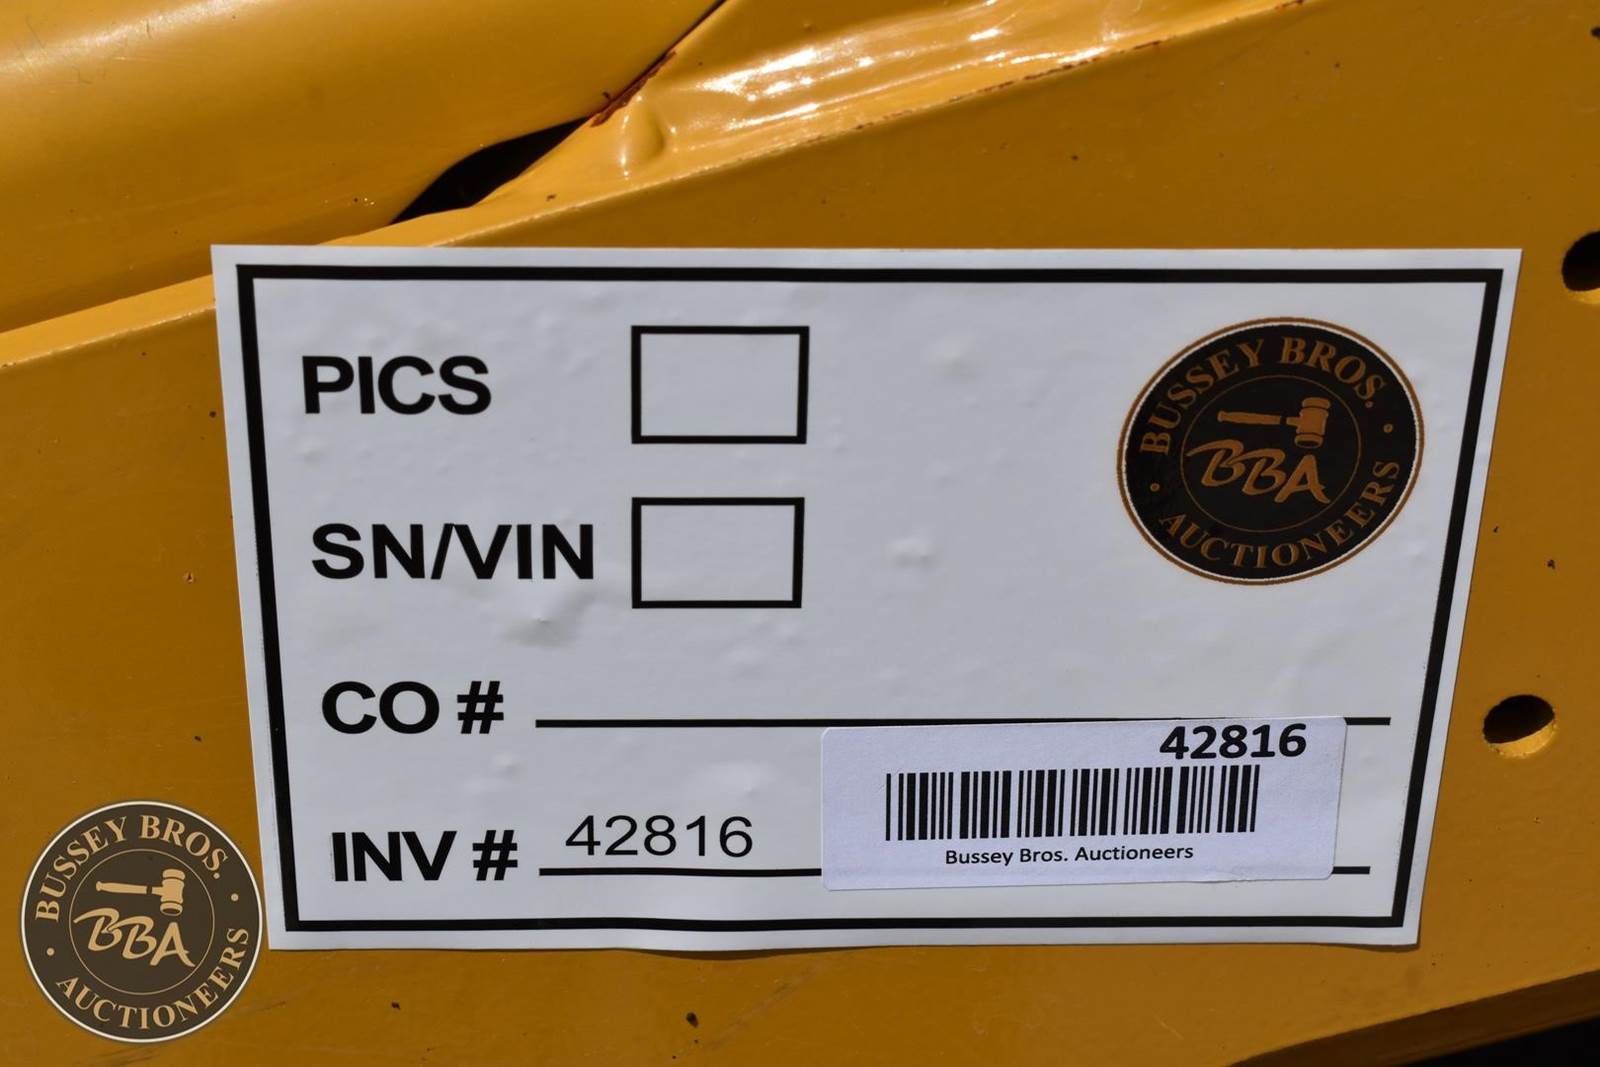 PICS
BUSSEY BROS.
BBA
AUCTIONEERS
SN/VIN
CO #
42816
INV # 42816
Bussey Bros. Auctioneers
BUSSEY BROS.
BBA
AUCTIONEERS